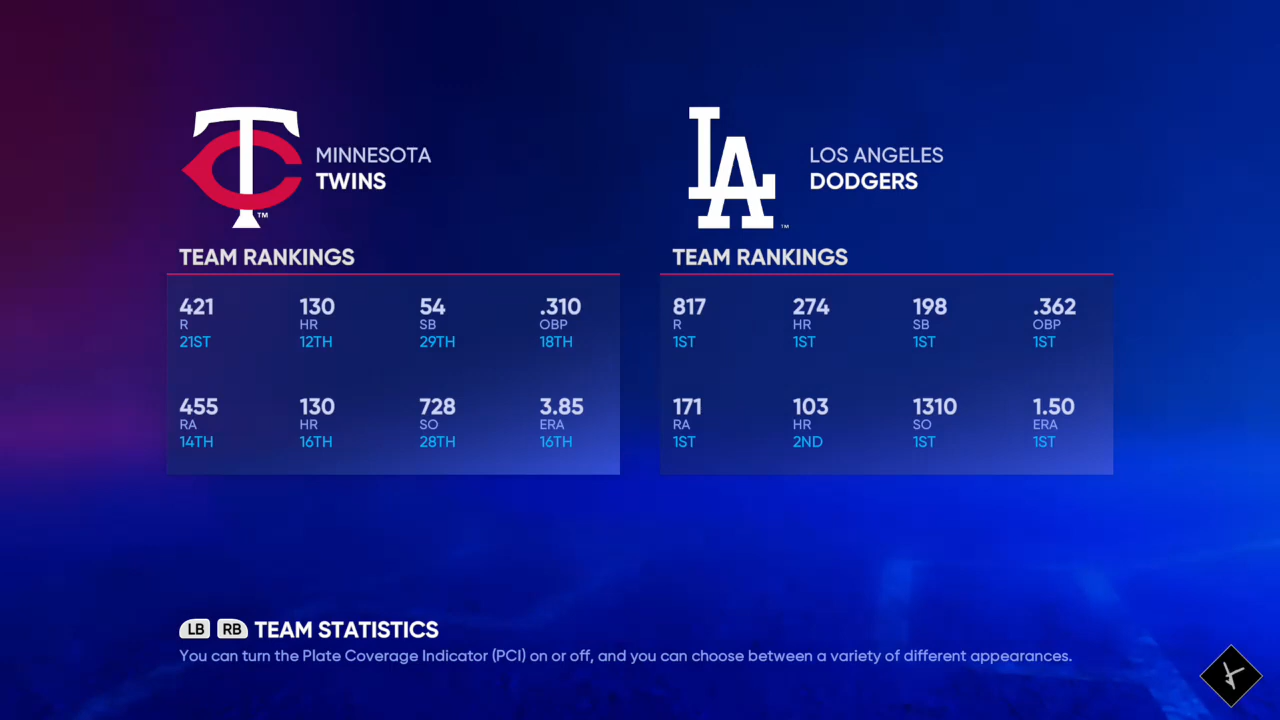 MINNESOTA
TWINS
TC
™
TEAM RANKINGS
421 130 54 .310
R HR SB OBP
21ST 12TH 29TH 18TH
455 130 728 3.85
RA HR SO ERA
14TH 16TH 28TH 16TH
LA
™
LOS ANGELES
DODGERS
TEAM RANKINGS
817 274 198 .362
R HR SB OBP
1ST 1ST 1ST 1ST
171 103 1310 1.50
RA HR SO ERA
1ST 2ND 1ST 1ST
LB RB TEAM STATISTICS
You can turn the Plate Coverage Indicator (PCI) on or off, and you can choose between a variety of different appearances.